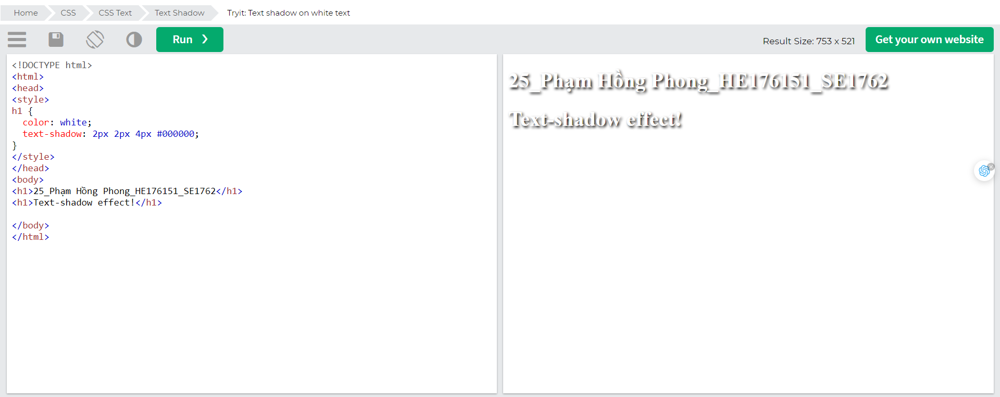 Home CSS CSS Text Text Shadow Tryit: Text shadow on white text
Run Result Size: 753 x 521 Get your own website
<!DOCTYPE html>
<html>
<head>
<style>
h1 {
  color: white;
  text-shadow: 2px 2px 4px #000000;
}
</style>
</head>
<body>
<h1>25_Phạm Hồng Phong_HE176151_SE1762</h1>
<h1>Text-shadow effect!</h1>
</body>
</html>
25_Phạm Hồng Phong_HE176151_SE1762
Text-shadow effect!